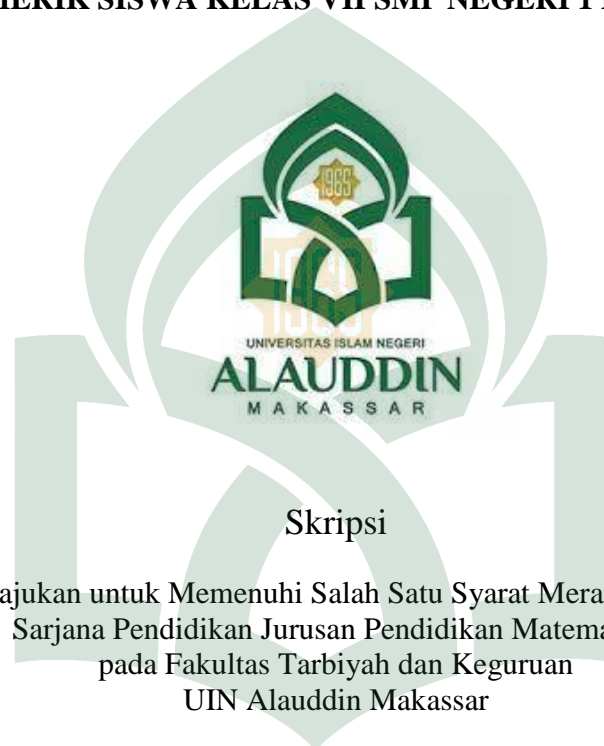 SISWA KELAS VII SMP NEGERI 1
1965
UNIVERSITAS ISLAM NEGERI
ALAUDDIN
MAKASSAR
Skripsi
ajukan untuk Memenuhi Salah Satu Syarat Mera
Sarjana Pendidikan Jurusan Pendidikan Matema
pada Fakultas Tarbiyah dan Keguruan
UIN Alauddin Makassar